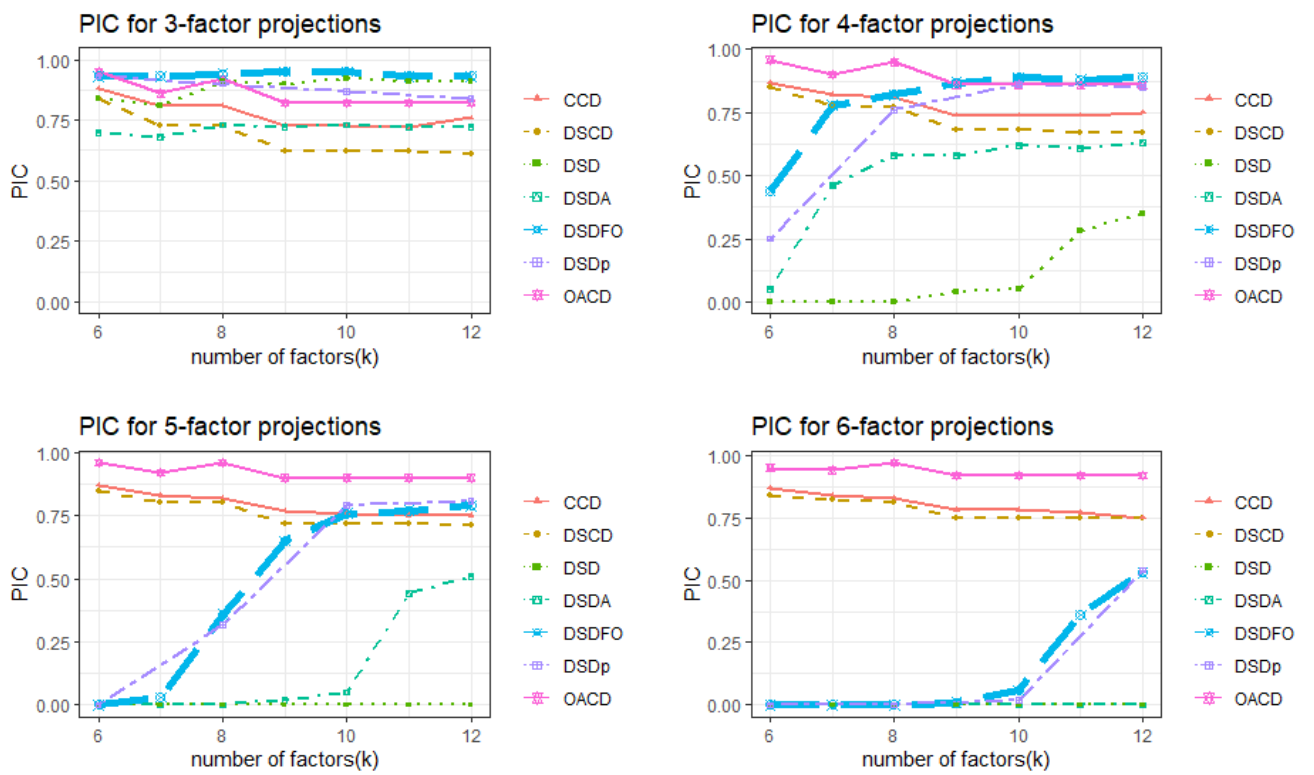 PIC for 3-factor projections
1.00
0.75
0.50
0.25
0.00
PIC
6
8
10
12
number of factors(k)
CCD
DSCD
DSD
DSDA
DSDFO
DSDp
OACD
PIC for 4-factor projections
1.00
0.75
0.50
0.25
0.00
PIC
6
8
10
12
number of factors(k)
CCD
DSCD
DSD
DSDA
DSDFO
DSDp
OACD
PIC for 5-factor projections
1.00
0.75
0.50
0.25
0.00
PIC
6
8
10
12
number of factors(k)
CCD
DSCD
DSD
DSDA
DSDFO
DSDp
OACD
PIC for 6-factor projections
1.00
0.75
0.50
0.25
0.00
PIC
6
8
10
12
number of factors(k)
CCD
DSCD
DSD
DSDA
DSDFO
DSDp
OACD